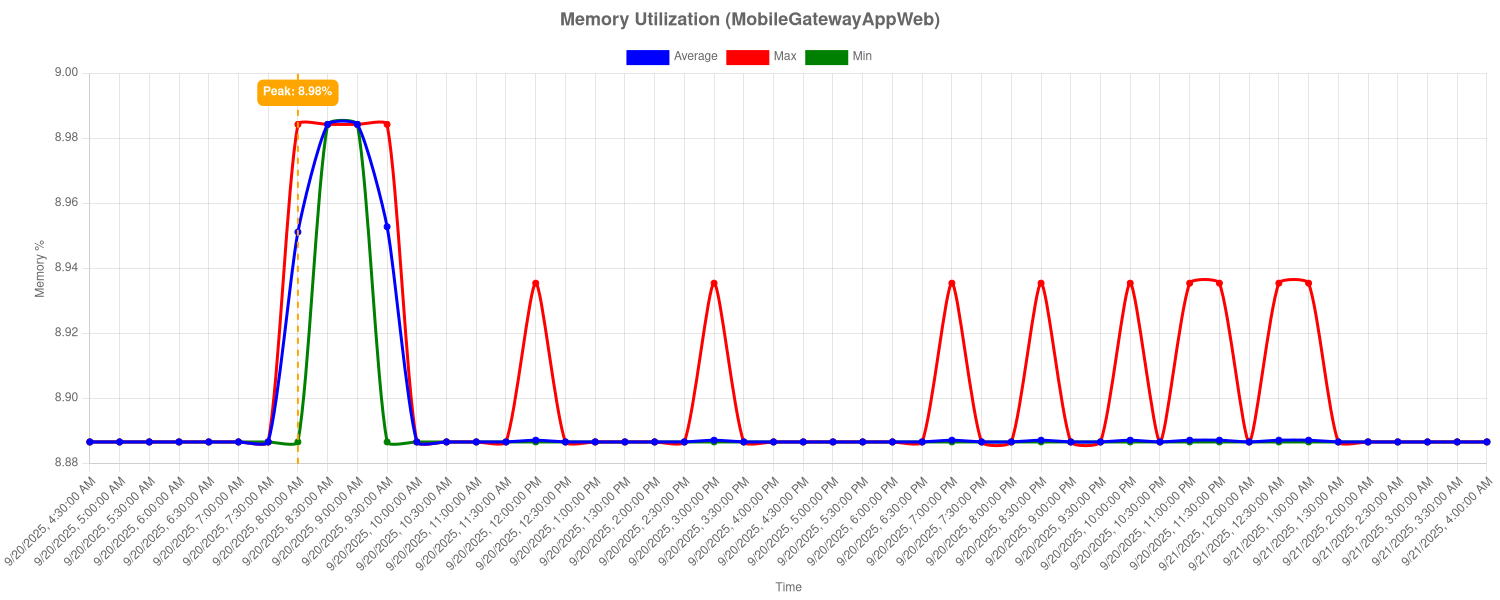 Memory Utilization (MobileGatewayAppWeb)
Average Max Min
Peak: 8.98%
9.00
8.98
8.96
8.94
8.92
8.90
8.88
Memory %
9/20/2025, 4:30:00 AM
9/20/2025, 5:00:00 AM
9/20/2025, 5:30:00 AM
9/20/2025, 6:00:00 AM
9/20/2025, 6:30:00 AM
9/20/2025, 7:00:00 AM
9/20/2025, 7:30:00 AM
9/20/2025, 8:00:00 AM
9/20/2025, 8:30:00 AM
9/20/2025, 9:00:00 AM
9/20/2025, 9:30:00 AM
9/20/2025, 10:00:00 AM
9/20/2025, 10:30:00 AM
9/20/2025, 11:00:00 AM
9/20/2025, 11:30:00 AM
9/20/2025, 12:00:00 PM
9/20/2025, 12:30:00 PM
9/20/2025, 1:00:00 PM
9/20/2025, 1:30:00 PM
9/20/2025, 2:00:00 PM
9/20/2025, 2:30:00 PM
9/20/2025, 3:00:00 PM
9/20/2025, 3:30:00 PM
9/20/2025, 4:00:00 PM
9/20/2025, 4:30:00 PM
9/20/2025, 5:00:00 PM
9/20/2025, 5:30:00 PM
9/20/2025, 6:00:00 PM
9/20/2025, 6:30:00 PM
9/20/2025, 7:00:00 PM
9/20/2025, 7:30:00 PM
9/20/2025, 8:00:00 PM
9/20/2025, 8:30:00 PM
9/20/2025, 9:00:00 PM
9/20/2025, 9:30:00 PM
9/20/2025, 10:00:00 PM
9/20/2025, 10:30:00 PM
9/20/2025, 11:00:00 PM
9/20/2025, 11:30:00 PM
9/21/2025, 12:00:00 AM
9/21/2025, 12:30:00 AM
9/21/2025, 1:00:00 AM
9/21/2025, 1:30:00 AM
9/21/2025, 2:00:00 AM
9/21/2025, 2:30:00 AM
9/21/2025, 3:00:00 AM
9/21/2025, 3:30:00 AM
9/21/2025, 4:00:00 AM
Time